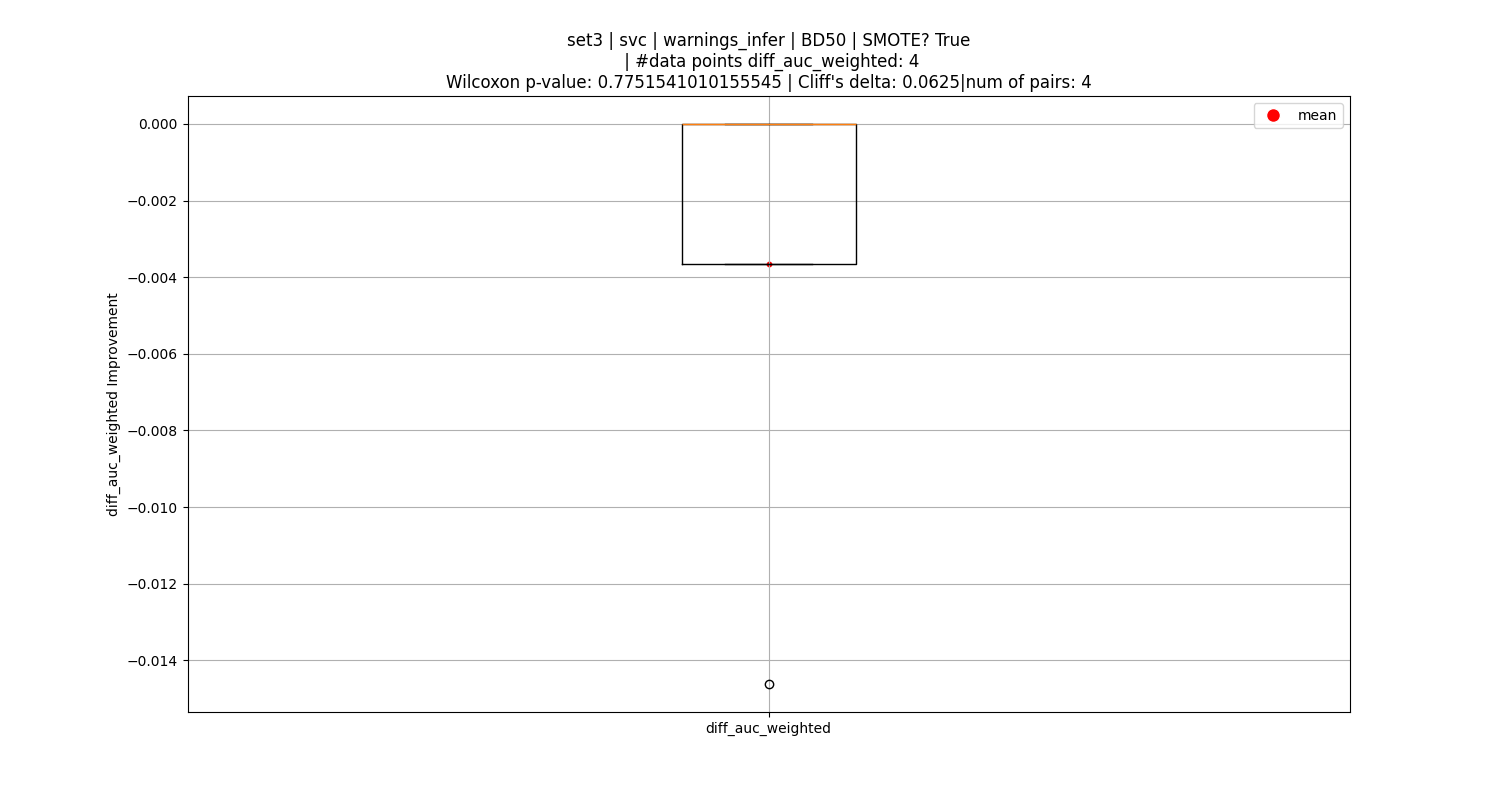 set3 | svc | warnings_infer | BD50 | SMOTE? True
| #data points diff_auc_weighted: 4
Wilcoxon p-value: 0.7751541010155545 | Cliff's delta: 0.0625|num of pairs: 4
mean
0.000
−0.002
−0.004
−0.006
−0.008
−0.010
−0.012
−0.014
diff_auc_weighted Improvement
diff_auc_weighted